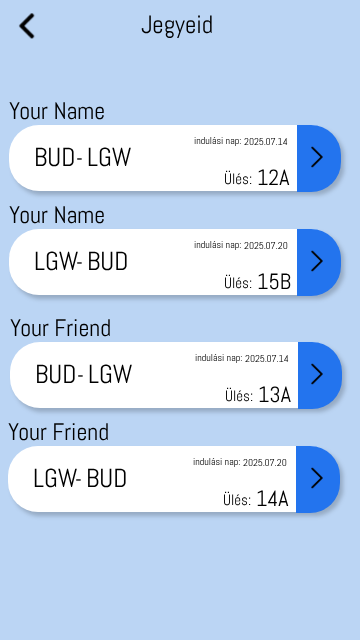 Jegyeid
Your Name
indulási nap: 2025.07.14
BUD- LGW
Ülés: 12A
Your Name
indulási nap: 2025.07.20
LGW- BUD
Ülés: 15B
Your Friend
indulási nap: 2025.07.14
BUD- LGW
Ülés: 13A
Your Friend
indulási nap: 2025.07.20
LGW- BUD
Ülés: 14A